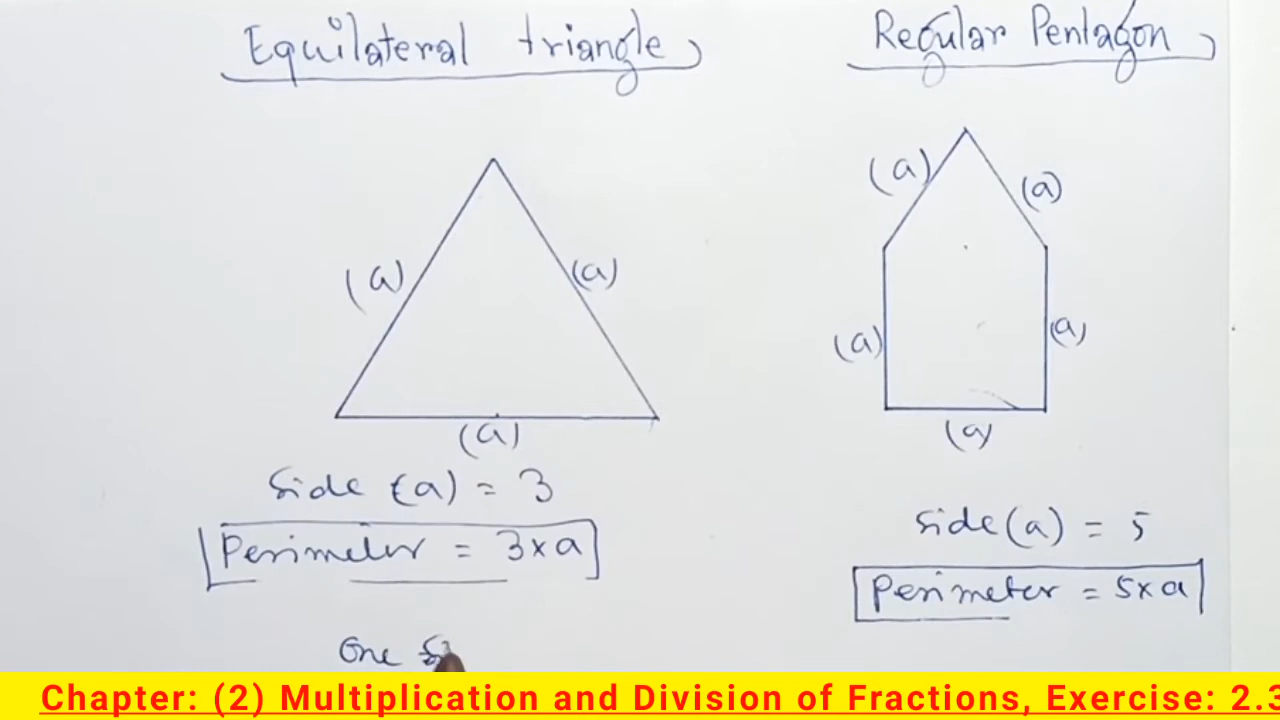 Equilateral triangle
(a)
(a)
(a)
Side (a) = 3
Perimeter = 3×a
One
Regular Pentagon
(a)
(a)
(a)
(a)
(a)
Side (a) = 5
Perimeter = 5×a
Chapter: (2) Multiplication and Division of Fractions, Exercise: 2.3